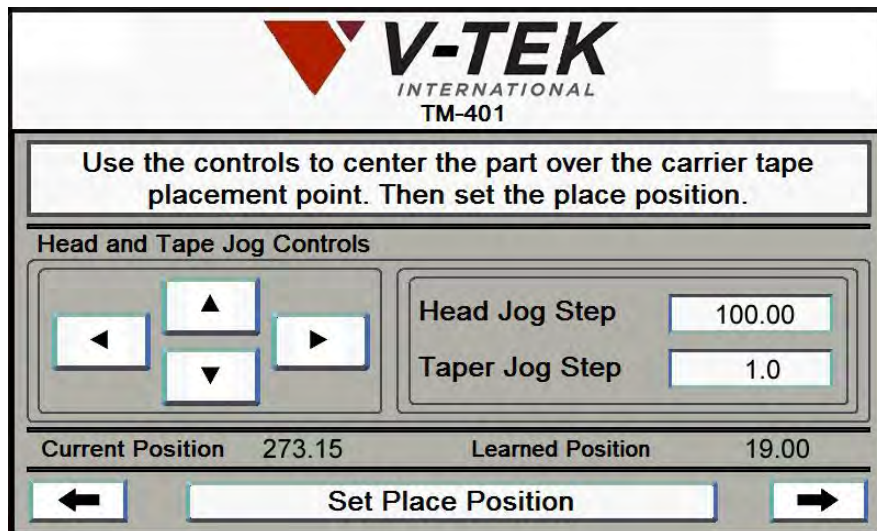 V-TEK
INTERNATIONAL
TM-401
Use the controls to center the part over the carrier tape
placement point. Then set the place position.
Head and Tape Jog Controls
Head Jog Step 100.00
Taper Jog Step 1.0
Current Position 273.15 Learned Position 19.00
Set Place Position